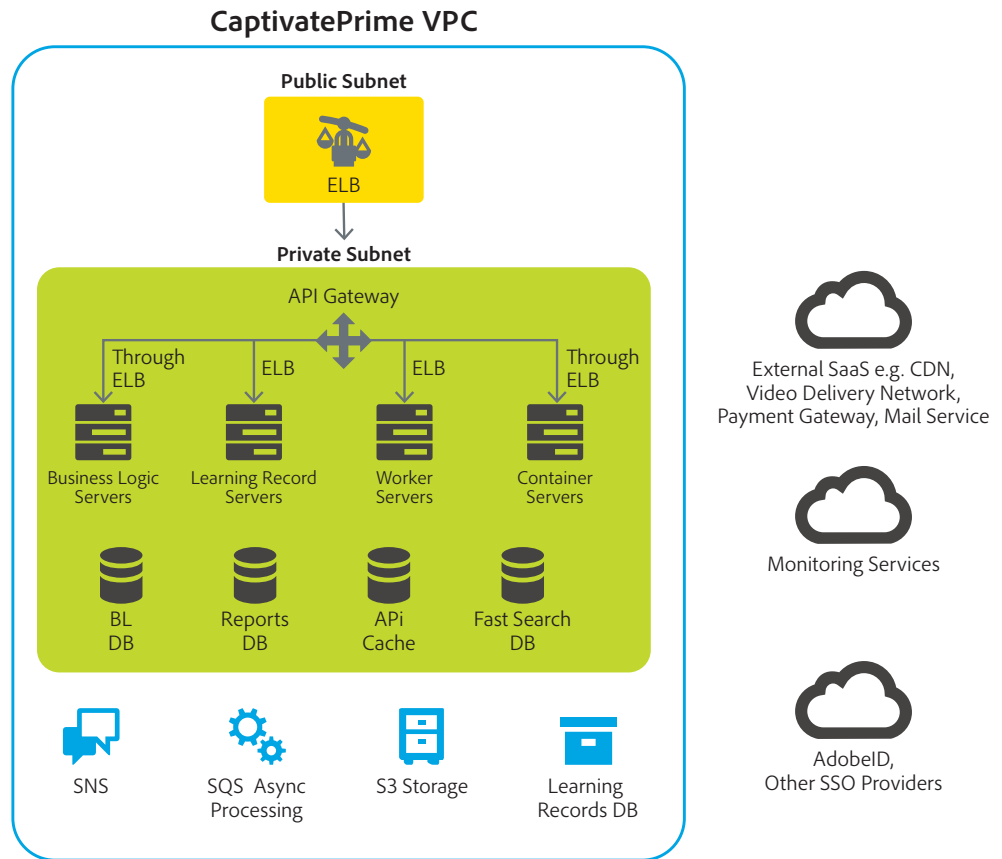 CaptivatePrime VPC
Public Subnet
ELB
Private Subnet
API Gateway
Through
ELB
ELB
ELB
Through
ELB
Business Logic
Servers
Learning Record
Servers
Worker
Servers
Container
Servers
BL
DB
Reports
DB
APi
Cache
Fast Search
DB
SNS
SQS  Async
Processing
S3 Storage
Learning
Records DB
External SaaS e.g. CDN,
Video Delivery Network,
Payment Gateway, Mail Service
Monitoring Services
AdobeID,
Other SSO Providers